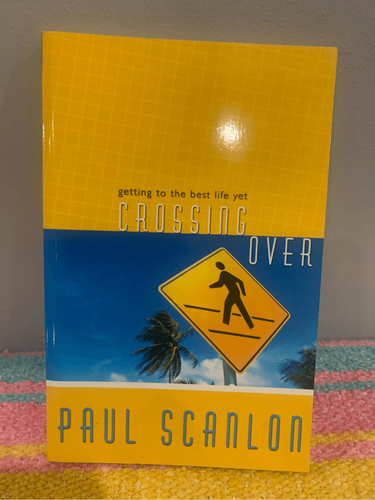 getting to the best life yet
CROSSING
OVER
PAUL SCANLON